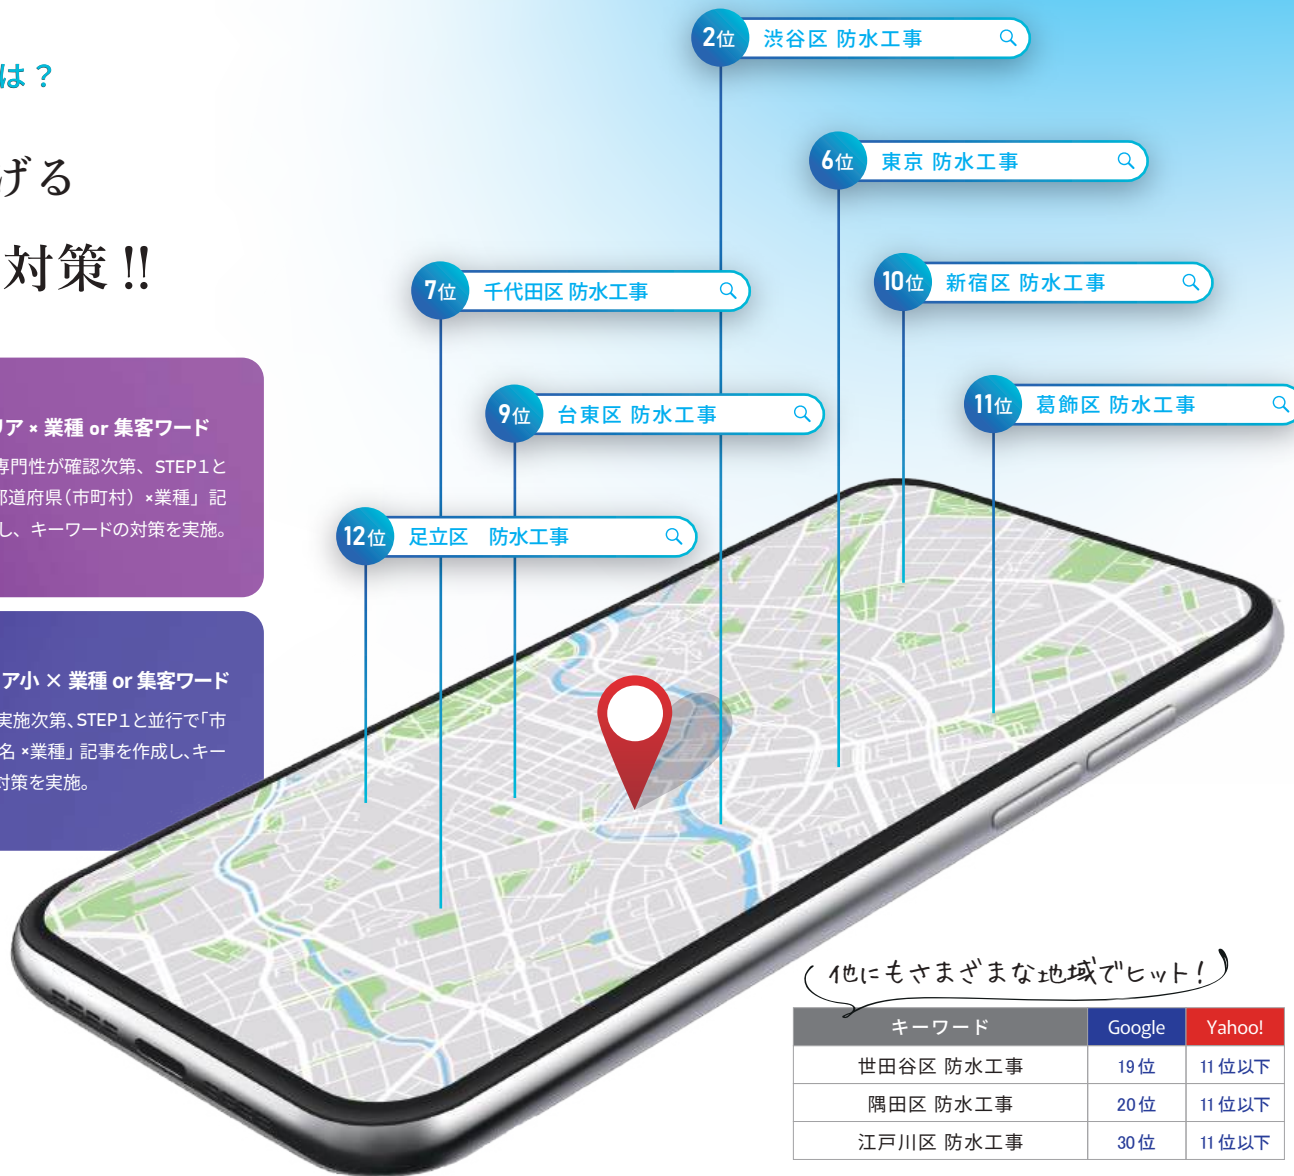 は？
げる
対策!!
リア × 業種 or 集客ワード
専門性が確認次第、STEP1と
都道府県（市町村）×業種」記
し、キーワードの対策を実施。
ア小 × 業種 or 集客ワード
実施次第、STEP1と並行で「市
名 ×業種」記事を作成し、キー
対策を実施。
2位 渋谷区 防水工事
6位 東京 防水工事
7位 千代田区 防水工事
10位 新宿区 防水工事
9位 台東区 防水工事
11位 葛飾区 防水工事
12位 足立区　防水工事
他にもさまざまな地域でヒット！
キーワード Google Yahoo!
世田谷区 防水工事 19位 11位以下
隅田区 防水工事 20位 11位以下
江戸川区 防水工事 30位 11位以下